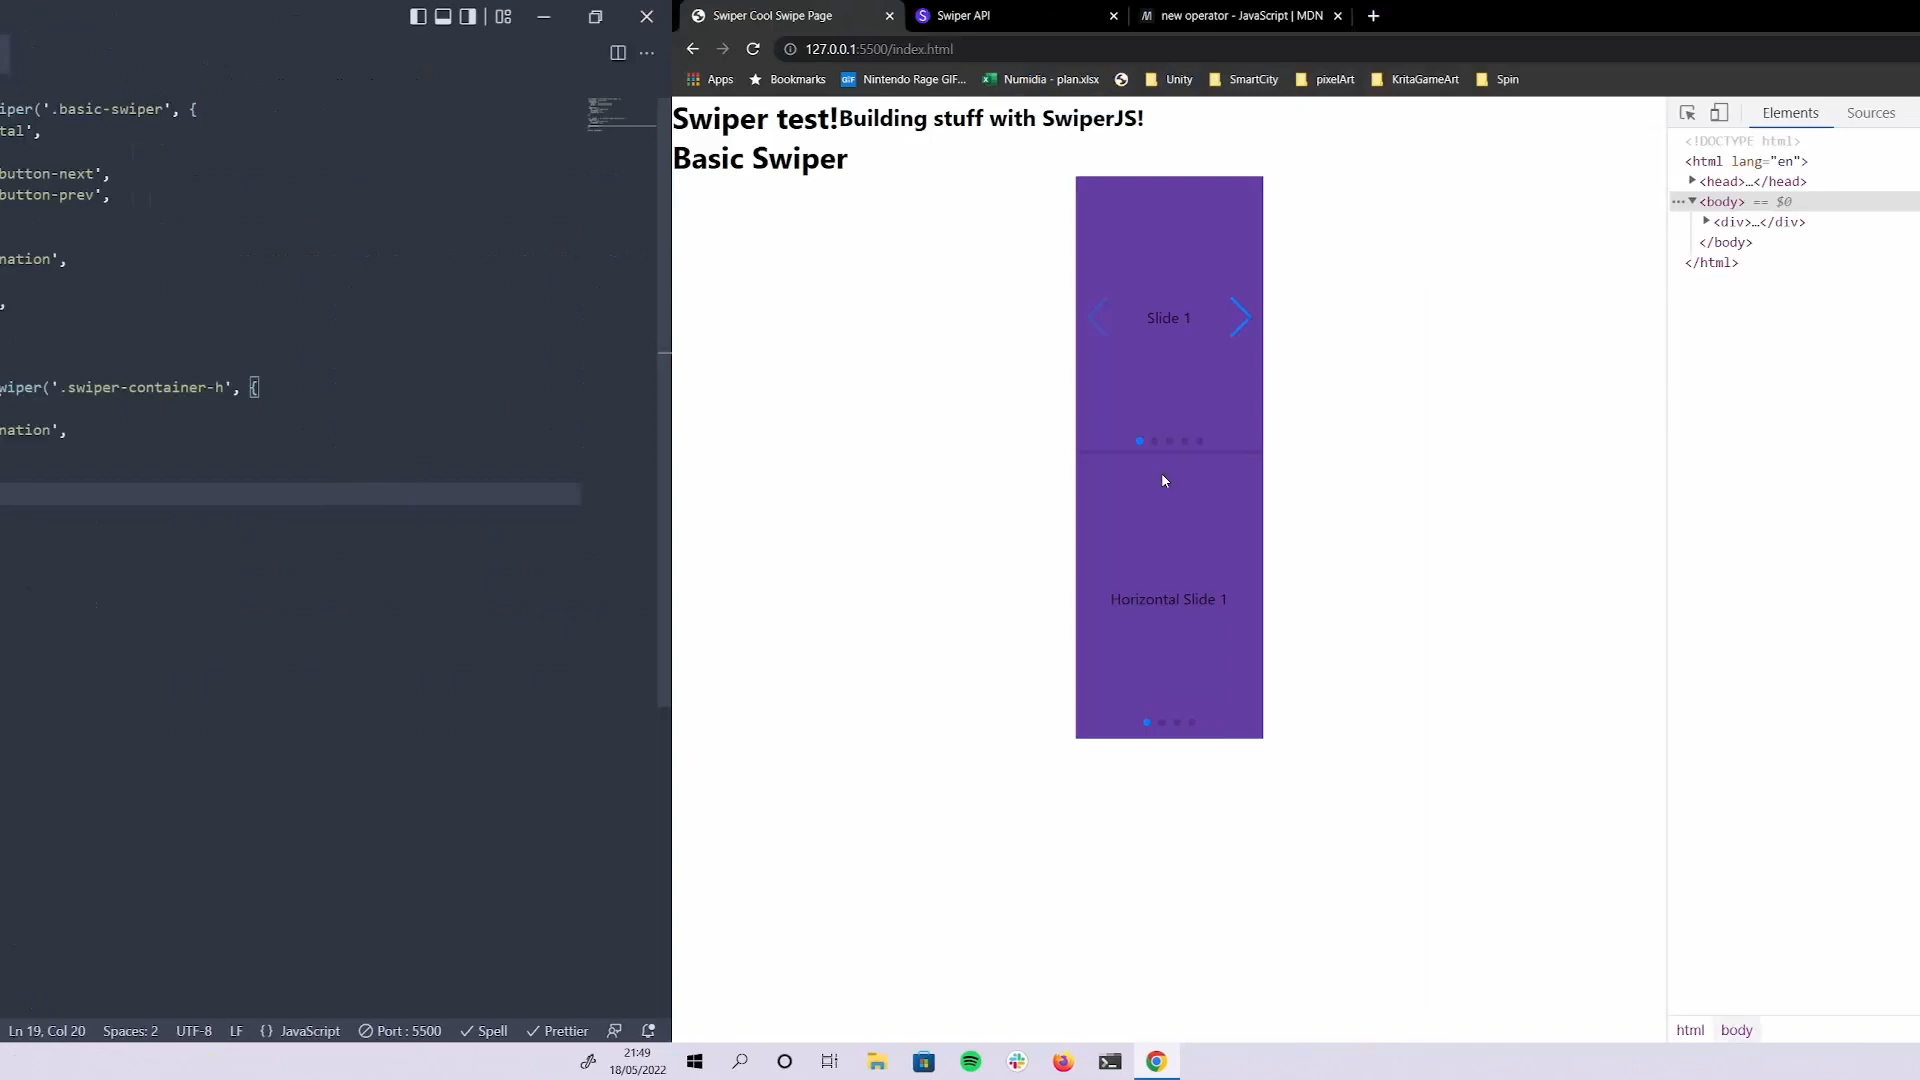 iper('.basic-swiper', {
tal',
button-next',
button-prev',
nation',
,
wiper('.swiper-container-h', {
nation',
Ln 19, Col 20 Spaces: 2 UTF-8 LF {} JavaScript Port : 5500 Spell Prettier
Swiper Cool Swipe Page
Swiper API
new operator - JavaScript | MDN
127.0.0.1:5500/index.html
Apps Bookmarks Nintendo Rage GIF... Numidia - plan.xlsx Unity SmartCity pixelArt KritaGameArt Spin
Swiper test!Building stuff with SwiperJS!
Basic Swiper
Slide 1
Horizontal Slide 1
Elements Sources
<!DOCTYPE html>
<html lang="en">
<head>…</head>
<body> == $0
<div>…</div>
</body>
</html>
html body
21:49
18/05/2022